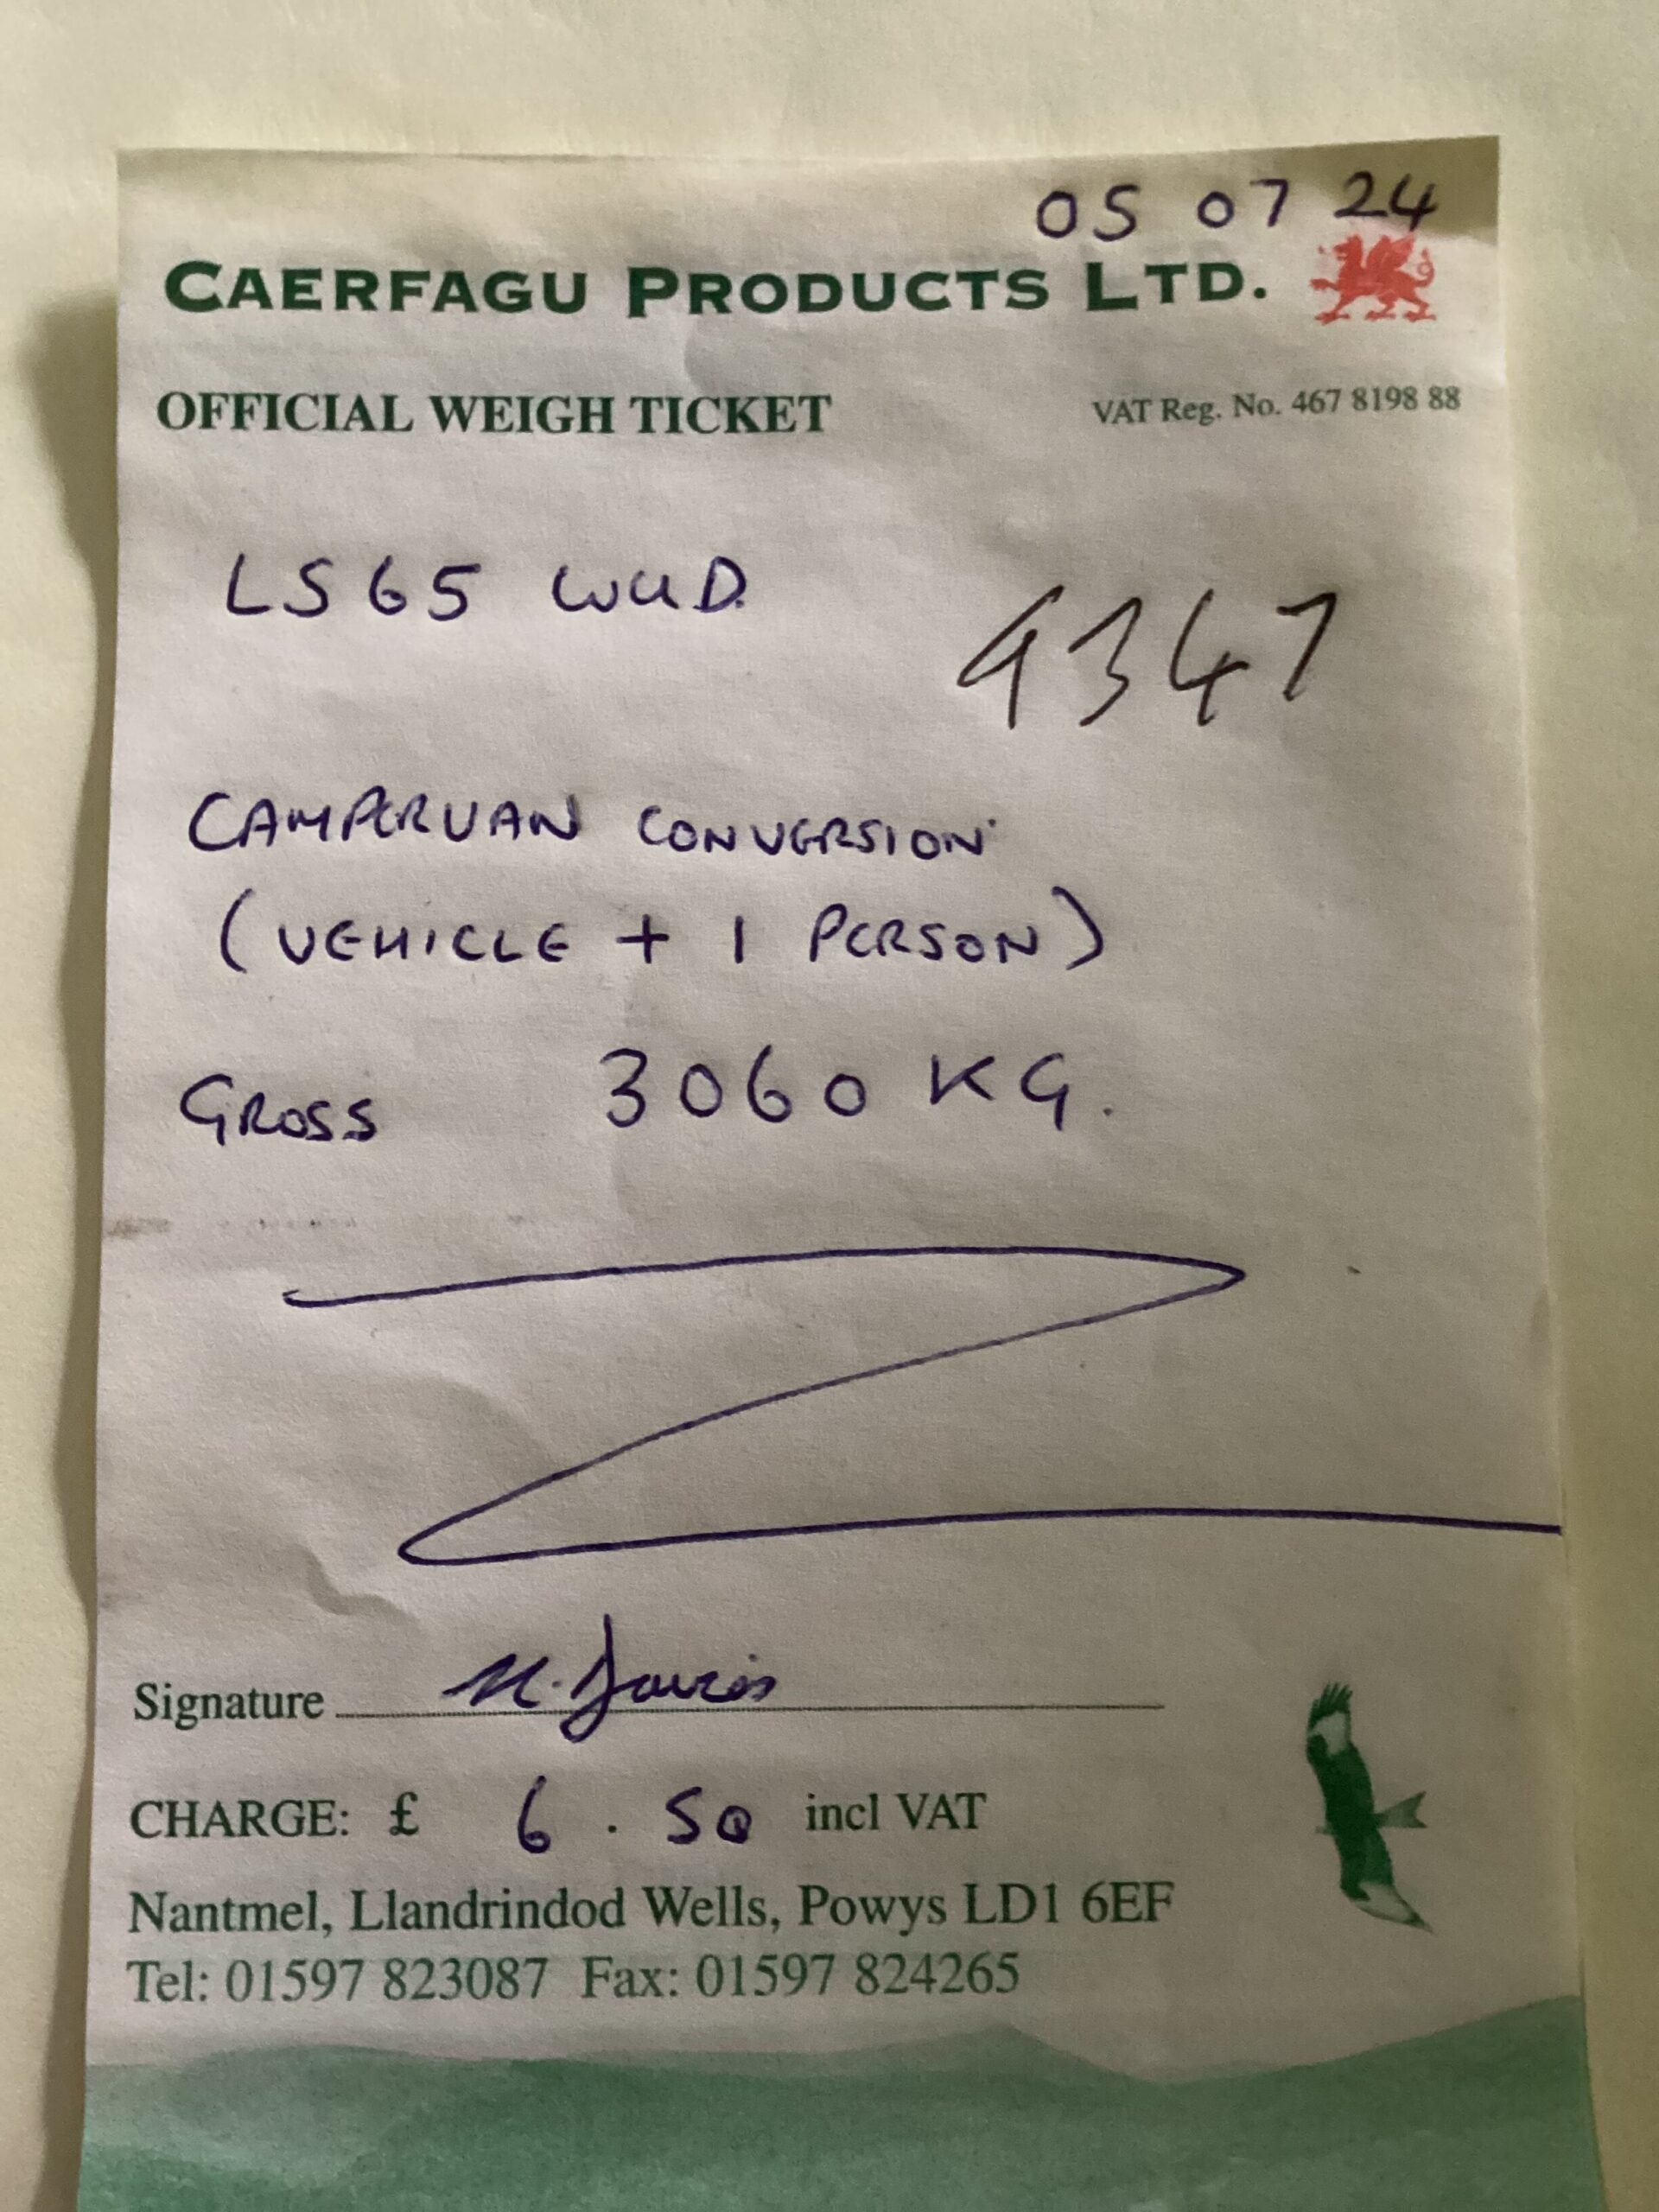 05 07 24
CAERFAGU PRODUCTS LTD.
OFFICIAL WEIGH TICKET
VAT Reg. No. 467 8198 88
LS65 WUD.
9347
CAMPERVAN CONVERSION
(VEHICLE + 1 PERSON)
GROSS 3060 KG.
Signature M. Davies
CHARGE: £ 6.50 incl VAT
Nantmel, Llandrindod Wells, Powys LD1 6EF
Tel: 01597 823087 Fax: 01597 824265